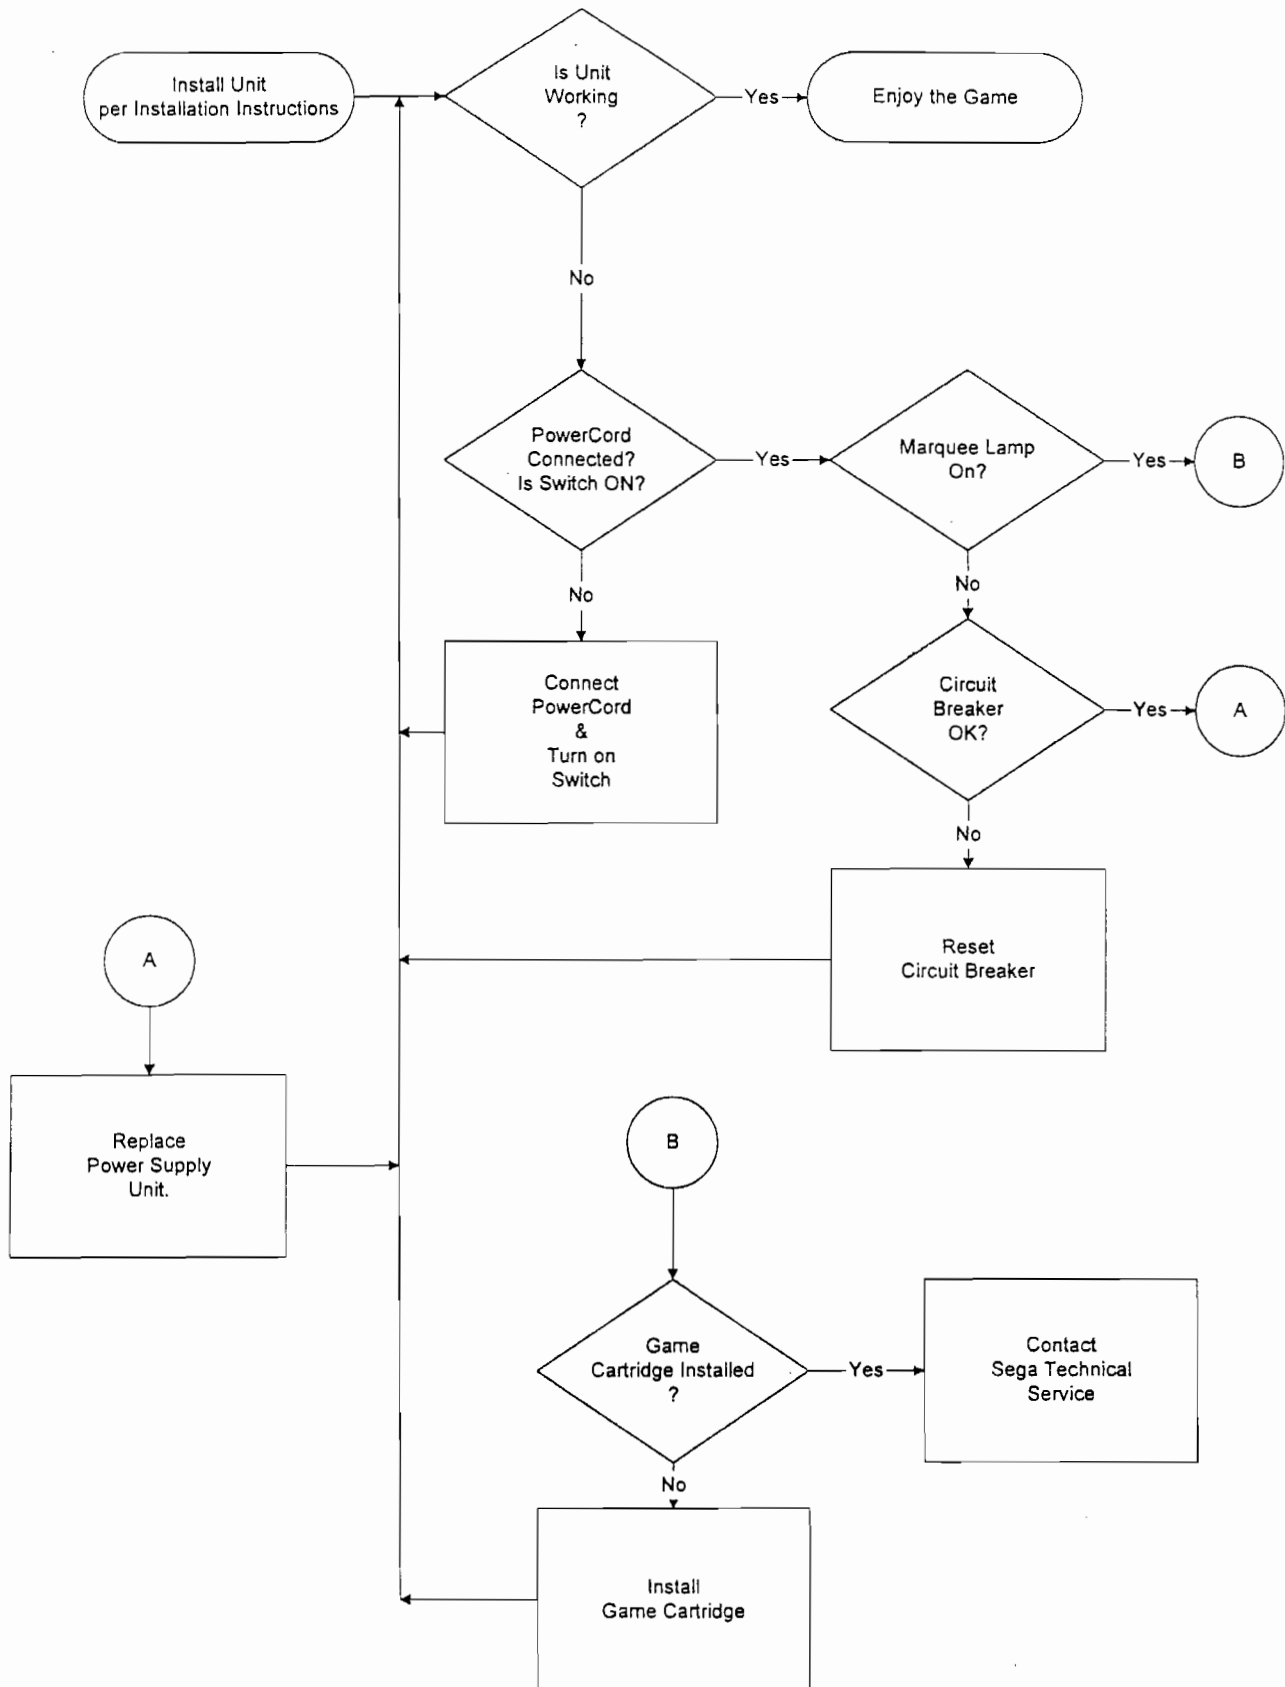 Install Unit
per Installation Instructions
Is Unit
Working
?
Yes
Enjoy the Game
No
PowerCord
Connected?
Is Switch ON?
Yes
Marquee Lamp
On?
Yes
B
No
No
Connect
PowerCord
&
Turn on
Switch
Circuit
Breaker
OK?
Yes
A
No
Reset
Circuit Breaker
A
Replace
Power Supply
Unit.
B
Game
Cartridge Installed
?
Yes
Contact
Sega Technical
Service
No
Install
Game Cartridge